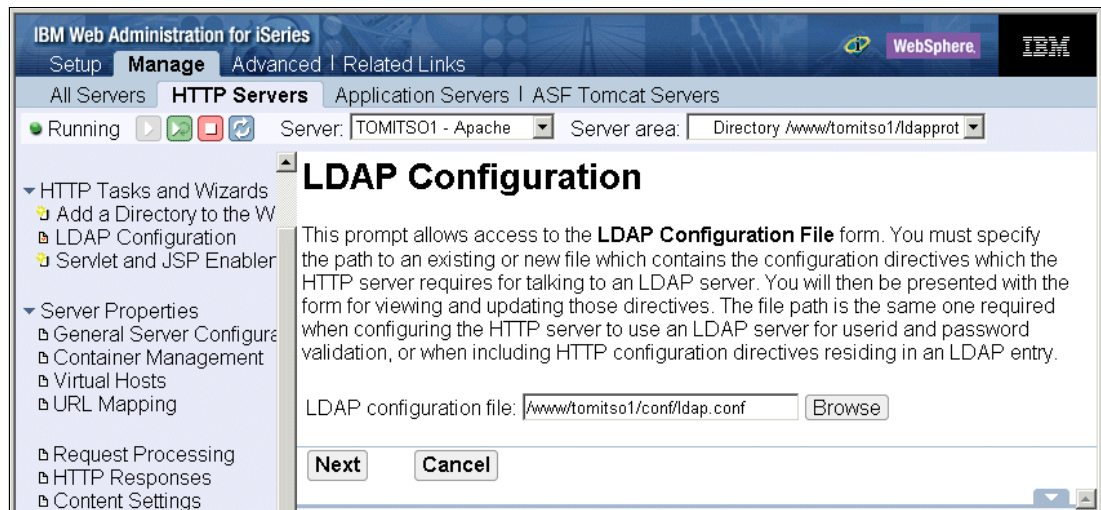 IBM Web Administration for iSeries
WebSphere.
IBM
Setup Manage Advanced | Related Links
All Servers HTTP Servers Application Servers | ASF Tomcat Servers
Running Server: TOMITSO1 - Apache Server area: Directory /www/tomitso1/ldapprot
HTTP Tasks and Wizards
Add a Directory to the W
LDAP Configuration
Servlet and JSP Enabler
Server Properties
General Server Configura
Container Management
Virtual Hosts
URL Mapping
Request Processing
HTTP Responses
Content Settings
LDAP Configuration
This prompt allows access to the LDAP Configuration File form. You must specify
the path to an existing or new file which contains the configuration directives which the
HTTP server requires for talking to an LDAP server. You will then be presented with the
form for viewing and updating those directives. The file path is the same one required
when configuring the HTTP server to use an LDAP server for userid and password
validation, or when including HTTP configuration directives residing in an LDAP entry.
LDAP configuration file: /www/tomitso1/conf/ldap.conf Browse
Next Cancel